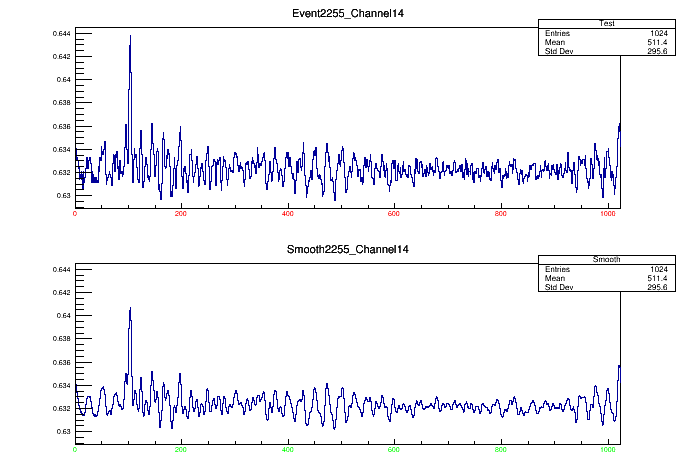 Event2255_Channel14
Test
Entries 1024
Mean 511.4
Std Dev 295.6
0.644
0.642
0.64
0.638
0.636
0.634
0.632
0.63
0 200 400 600 800 1000
Smooth2255_Channel14
Smooth
Entries 1024
Mean 511.4
Std Dev 295.6
0.644
0.642
0.64
0.638
0.636
0.634
0.632
0.63
0 200 400 600 800 1000